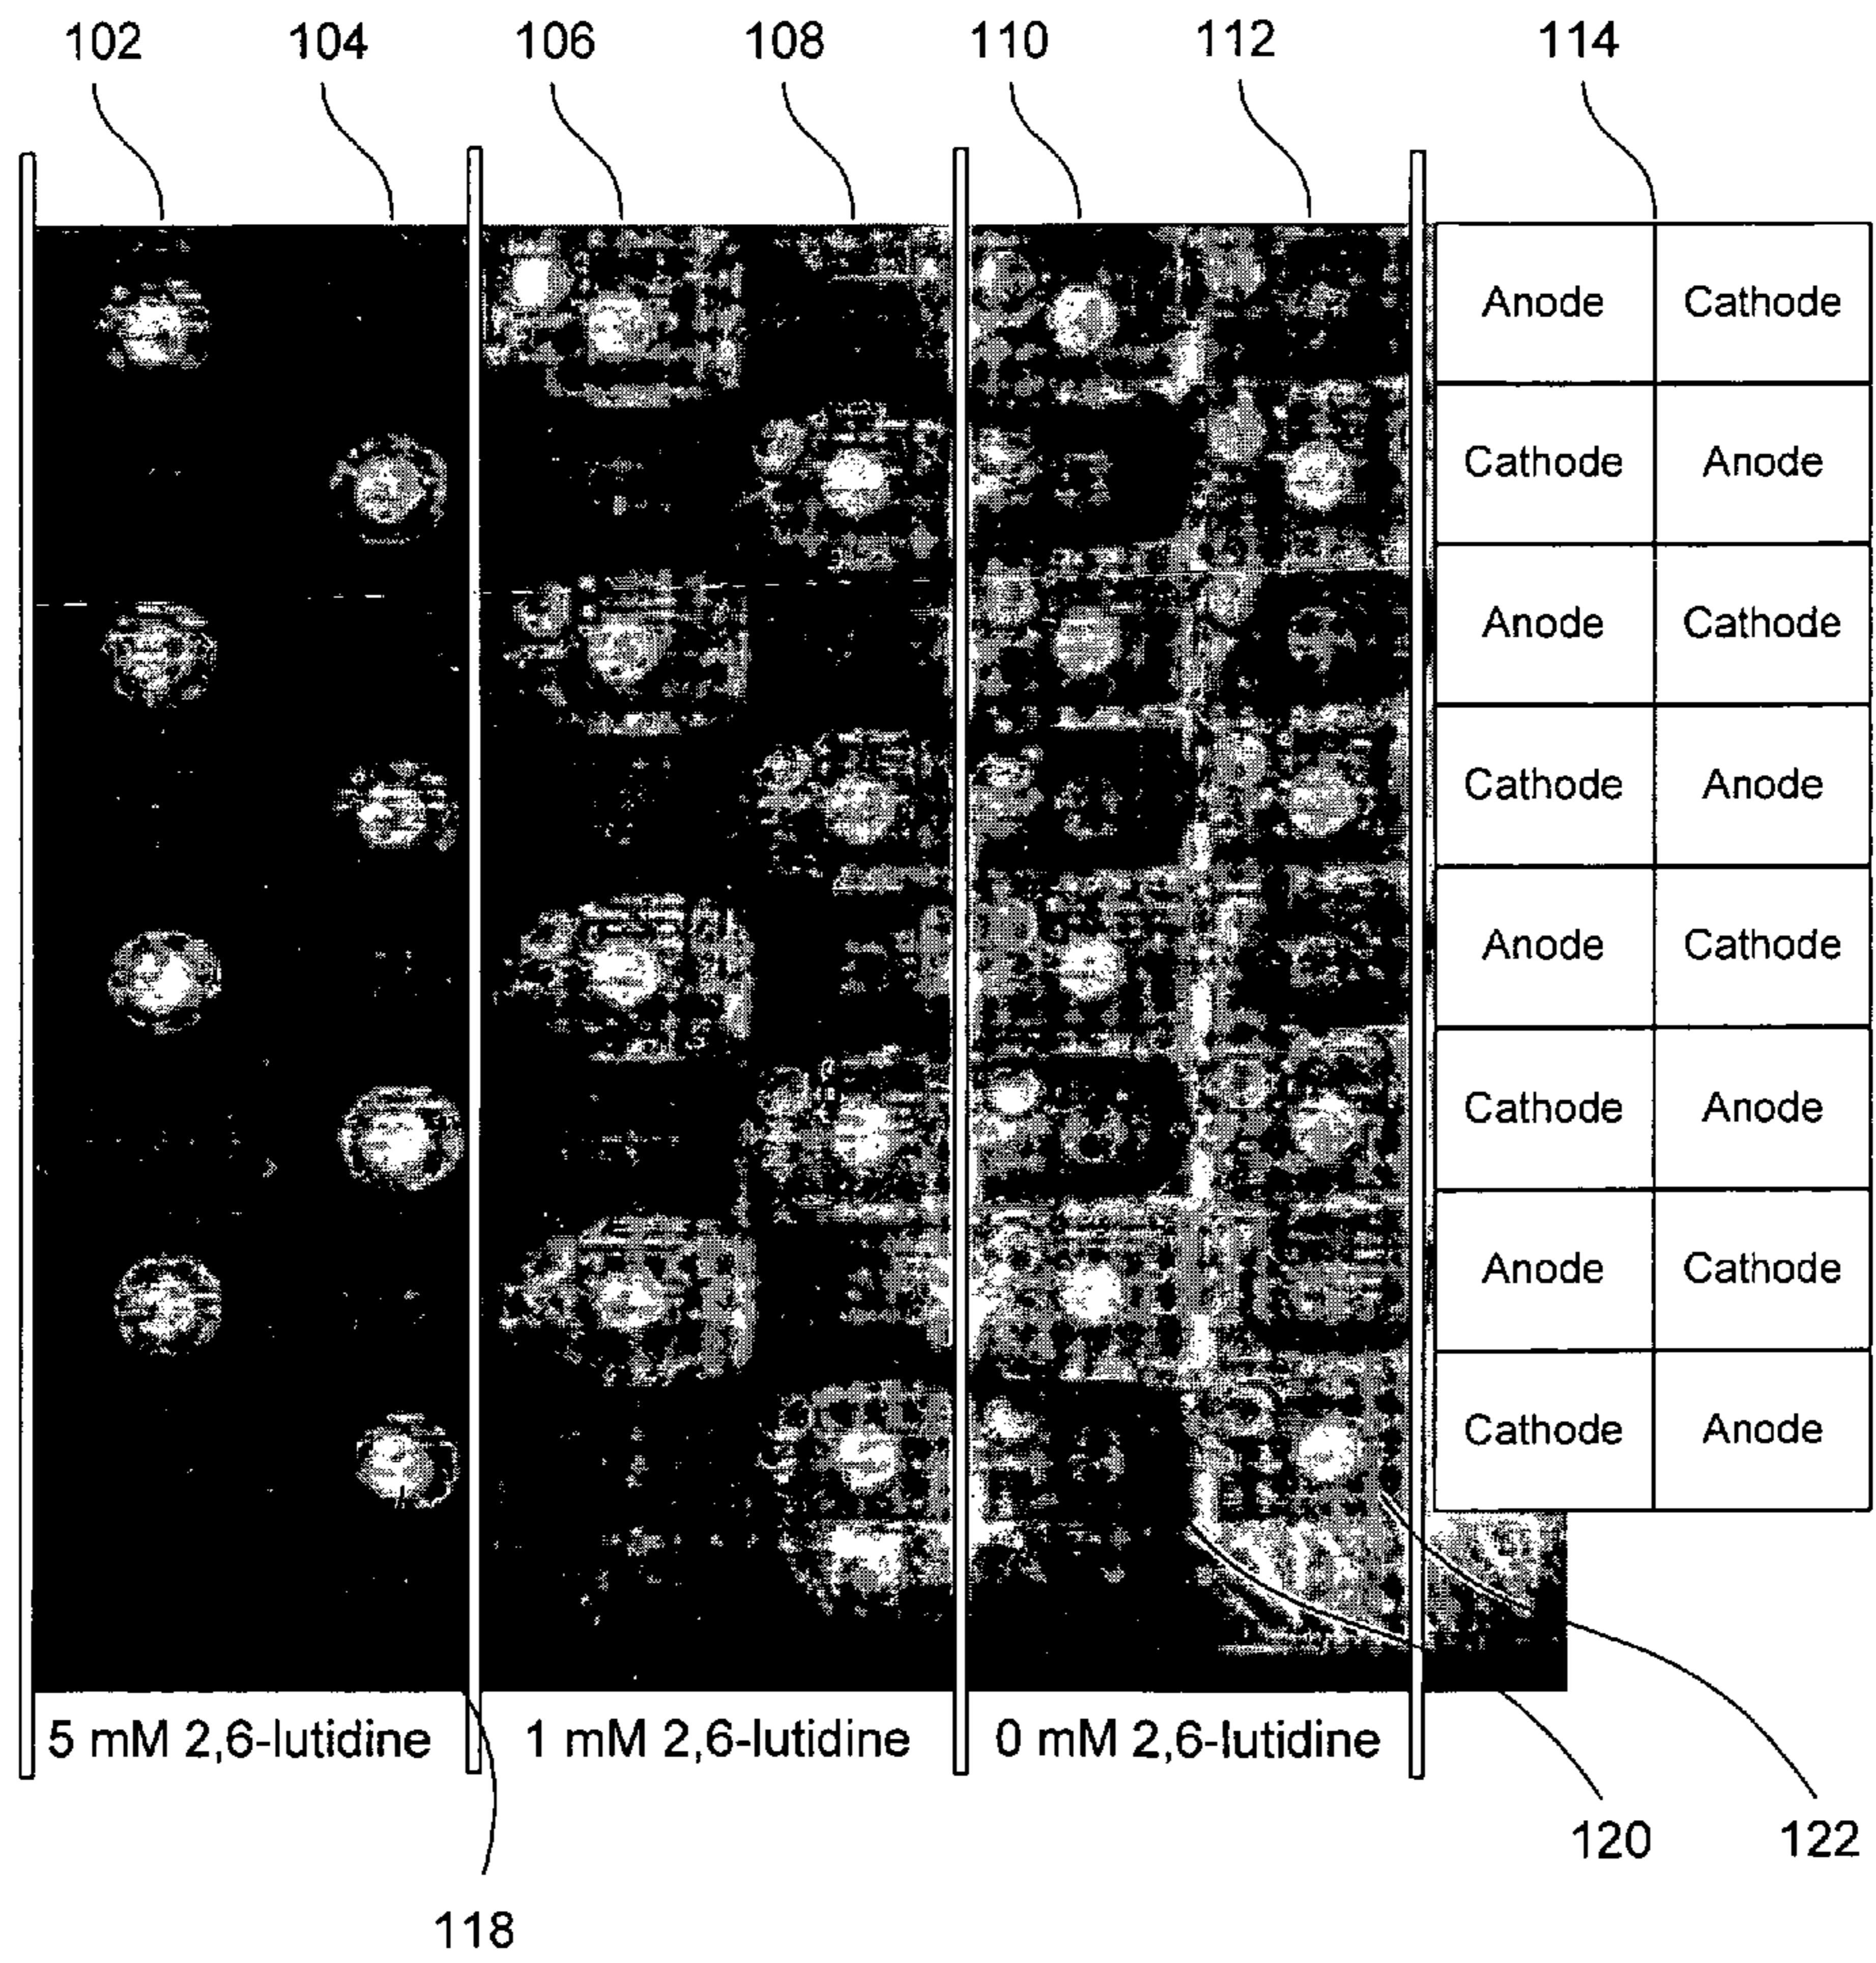 102 104 106 108 110 112 114
Anode Cathode
Cathode Anode
Anode Cathode
Cathode Anode
Anode Cathode
Cathode Anode
Anode Cathode
Cathode Anode
5 mM 2,6-lutidine 1 mM 2,6-lutidine 0 mM 2,6-lutidine
120 122
118